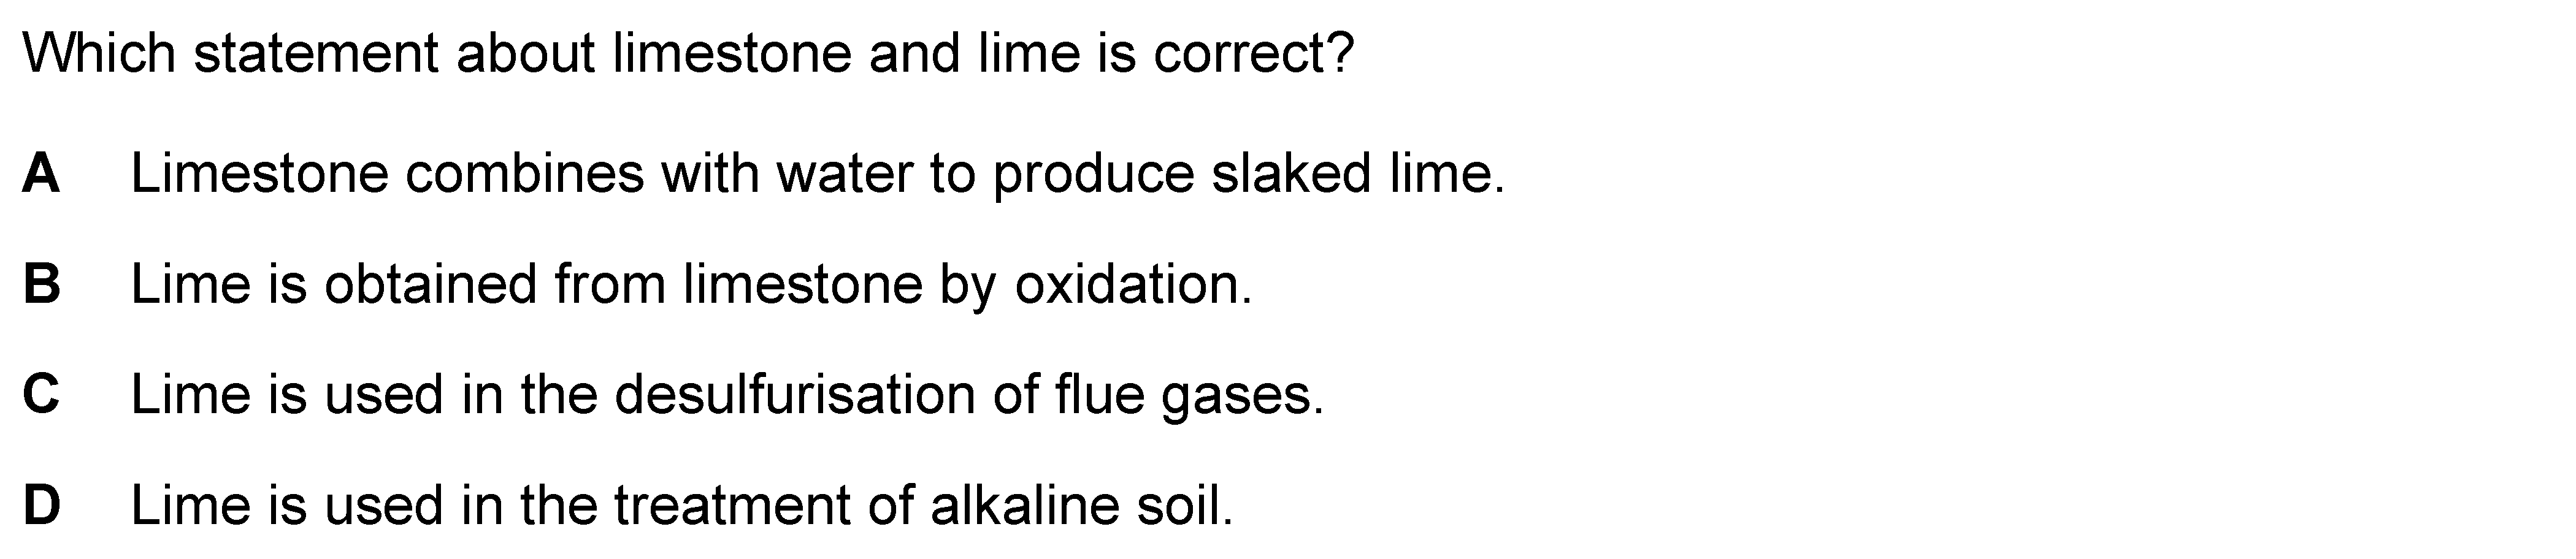 Which statement about limestone and lime is correct?
A Limestone combines with water to produce slaked lime.
B Lime is obtained from limestone by oxidation.
C Lime is used in the desulfurisation of flue gases.
D Lime is used in the treatment of alkaline soil.